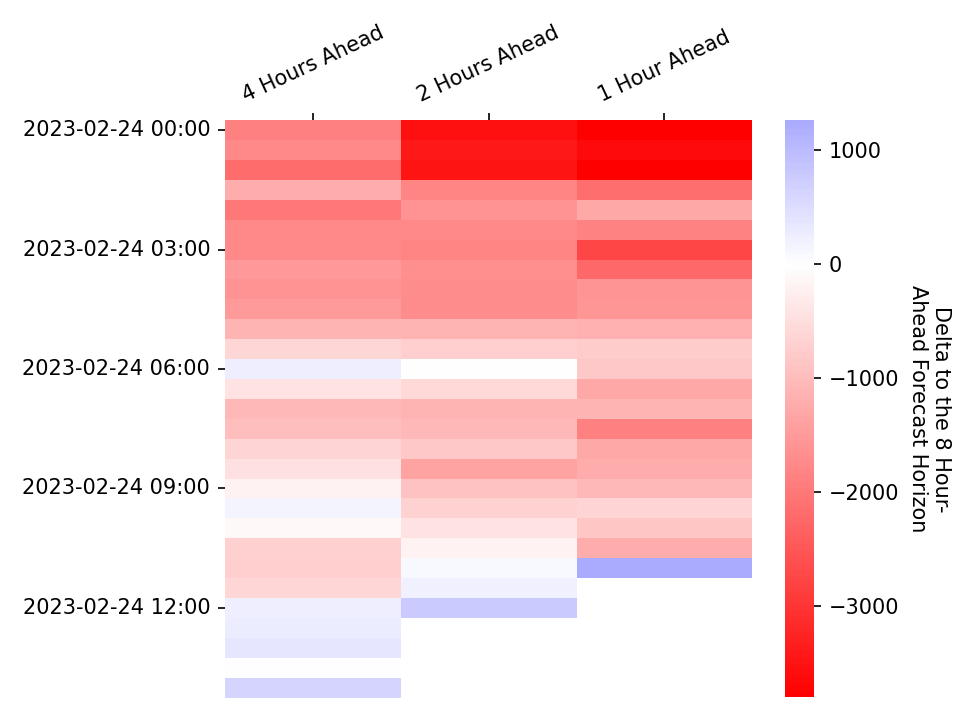 4 Hours Ahead
2 Hours Ahead
1 Hour Ahead
2023-02-24 00:00
2023-02-24 03:00
2023-02-24 06:00
2023-02-24 09:00
2023-02-24 12:00
1000
0
−1000
−2000
−3000
Delta to the 8 Hour-
Ahead Forecast Horizon